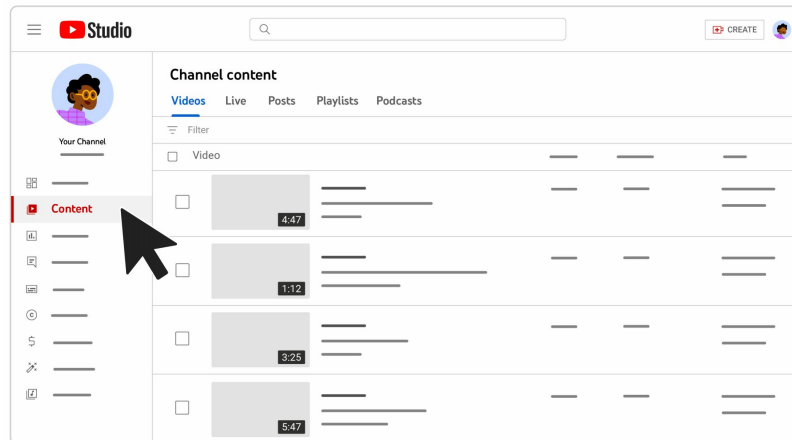 Studio
CREATE
Your Channel
Content
Channel content
Videos Live Posts Playlists Podcasts
Filter
Video
4:47
1:12
3:25
5:47